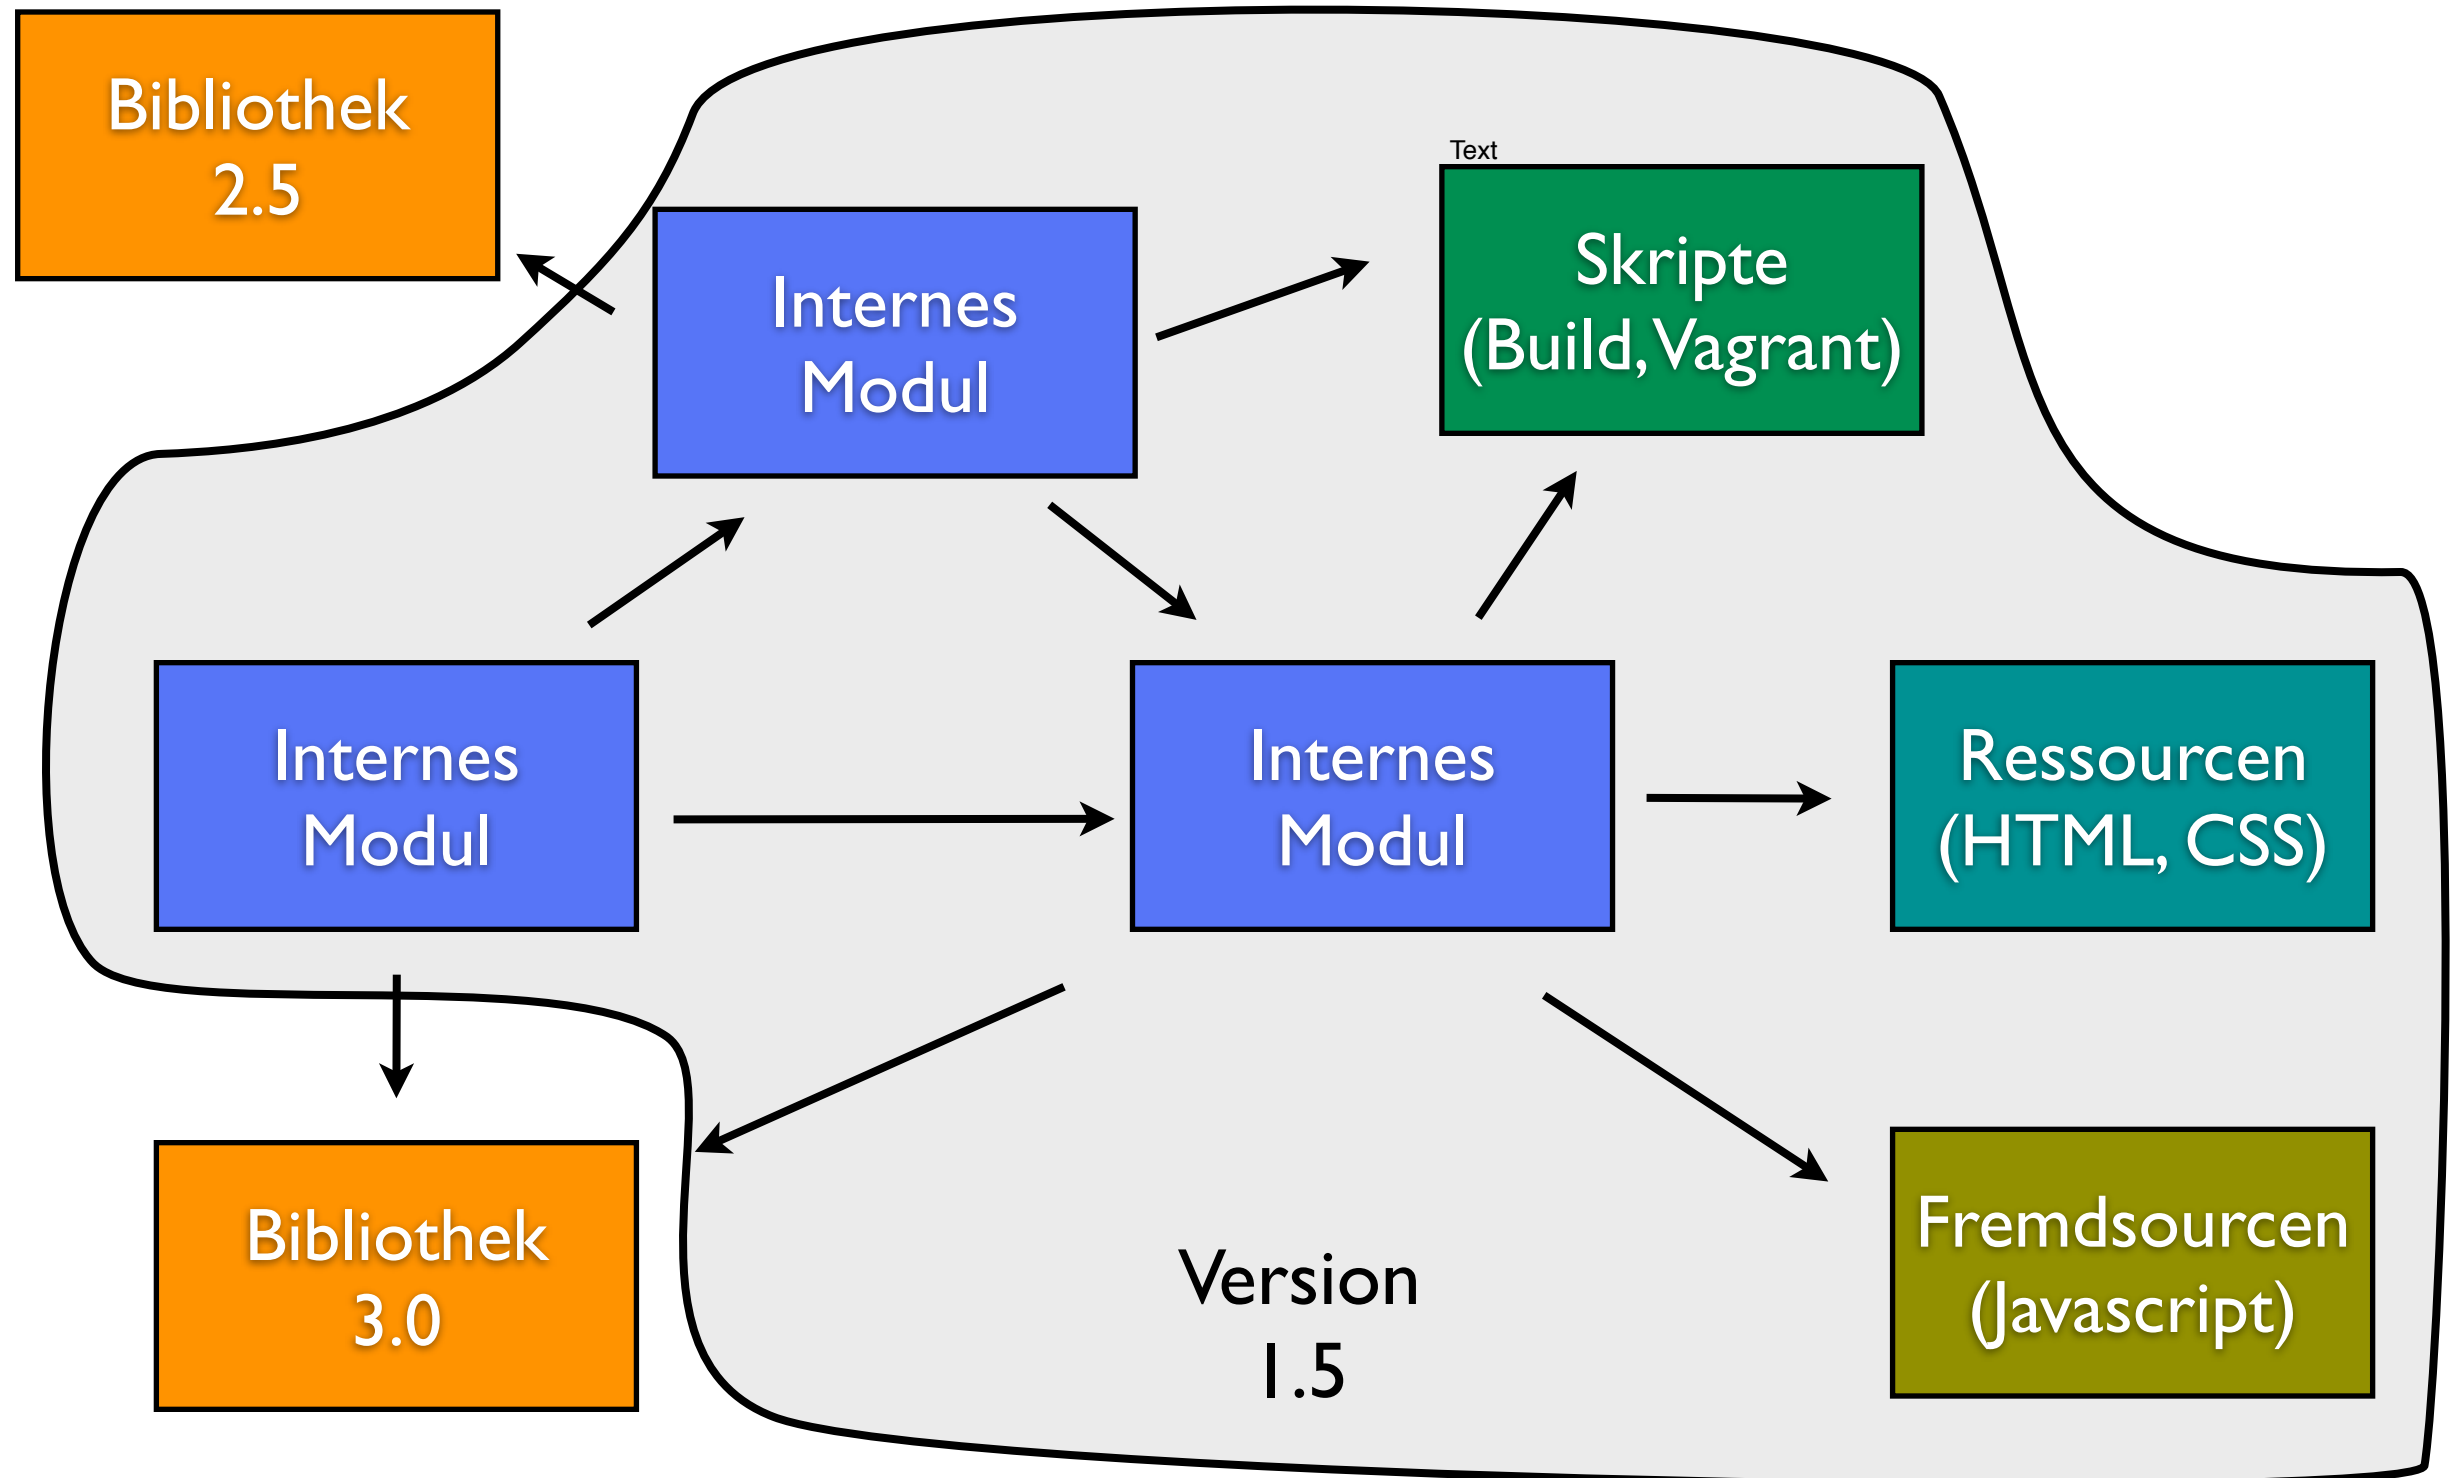 Bibliothek
2.5
Text
Internes
Modul
Skripte
(Build, Vagrant)
Internes
Modul
Internes
Modul
Ressourcen
(HTML, CSS)
Bibliothek
3.0
Version
1.5
Fremdsourcen
(Javascript)